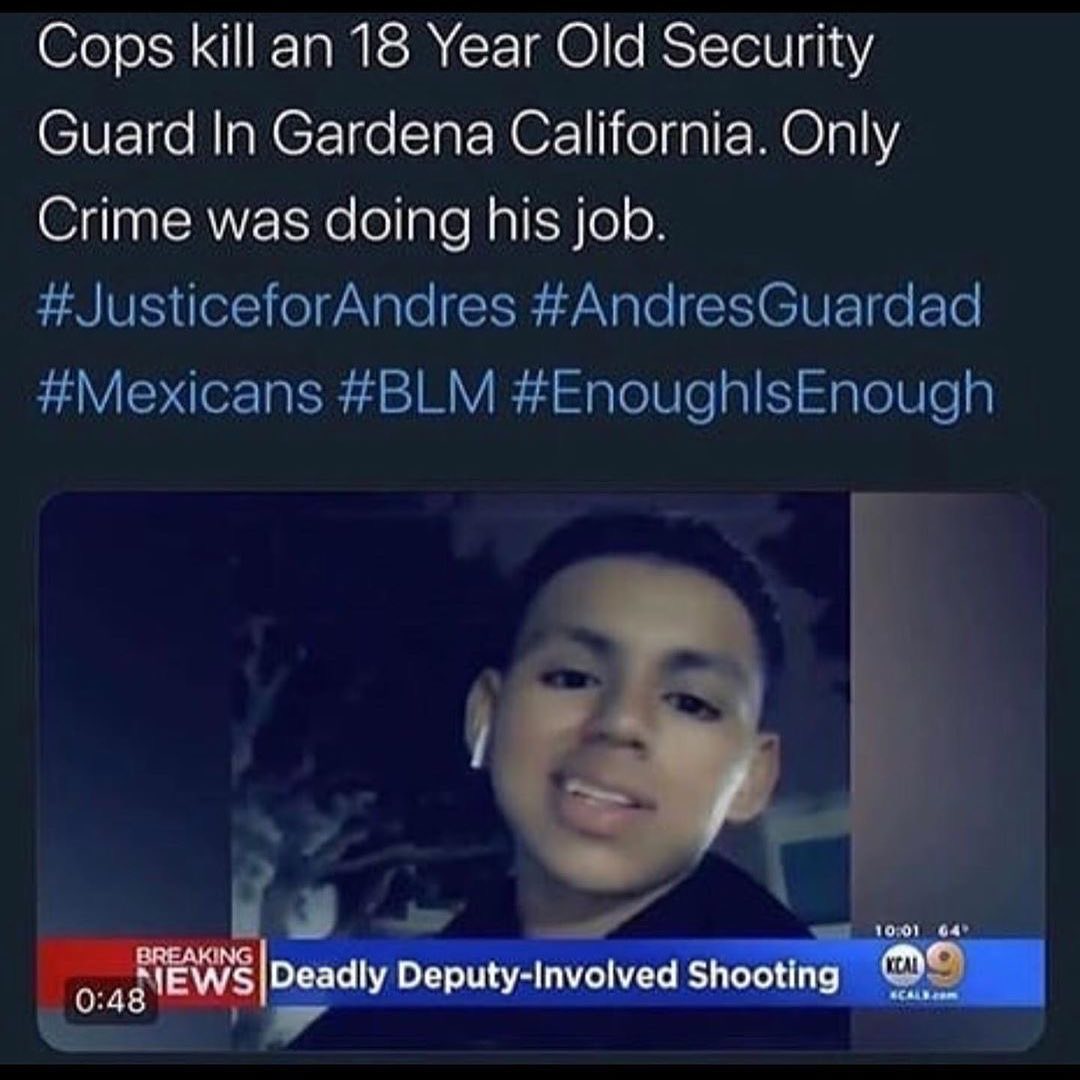 Cops kill an 18 Year Old Security
Guard In Gardena California. Only
Crime was doing his job.
#JusticeforAndres #AndresGuardad
#Mexicans #BLM #EnoughIsEnough
10:01 64°
BREAKING
NEWS
Deadly Deputy-Involved Shooting
KCAL 9
KCAL9.com
0:48